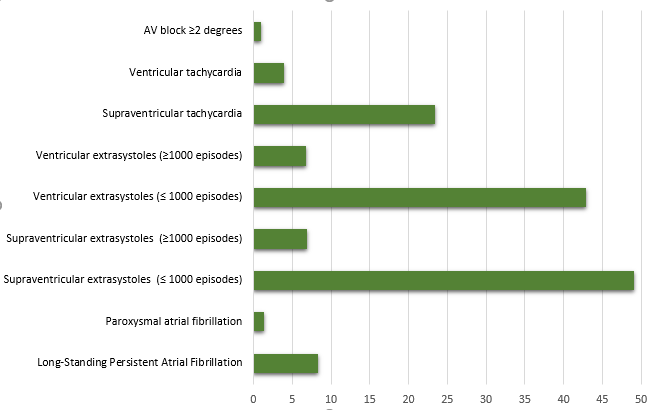 AV block ≥2 degrees
Ventricular tachycardia
Supraventricular tachycardia
Ventricular extrasystoles (≥1000 episodes)
Ventricular extrasystoles (≤ 1000 episodes)
Supraventricular extrasystoles (≥1000 episodes)
Supraventricular extrasystoles (≤ 1000 episodes)
Paroxysmal atrial fibrillation
Long-Standing Persistent Atrial Fibrillation
0 5 10 15 20 25 30 35 40 45 50